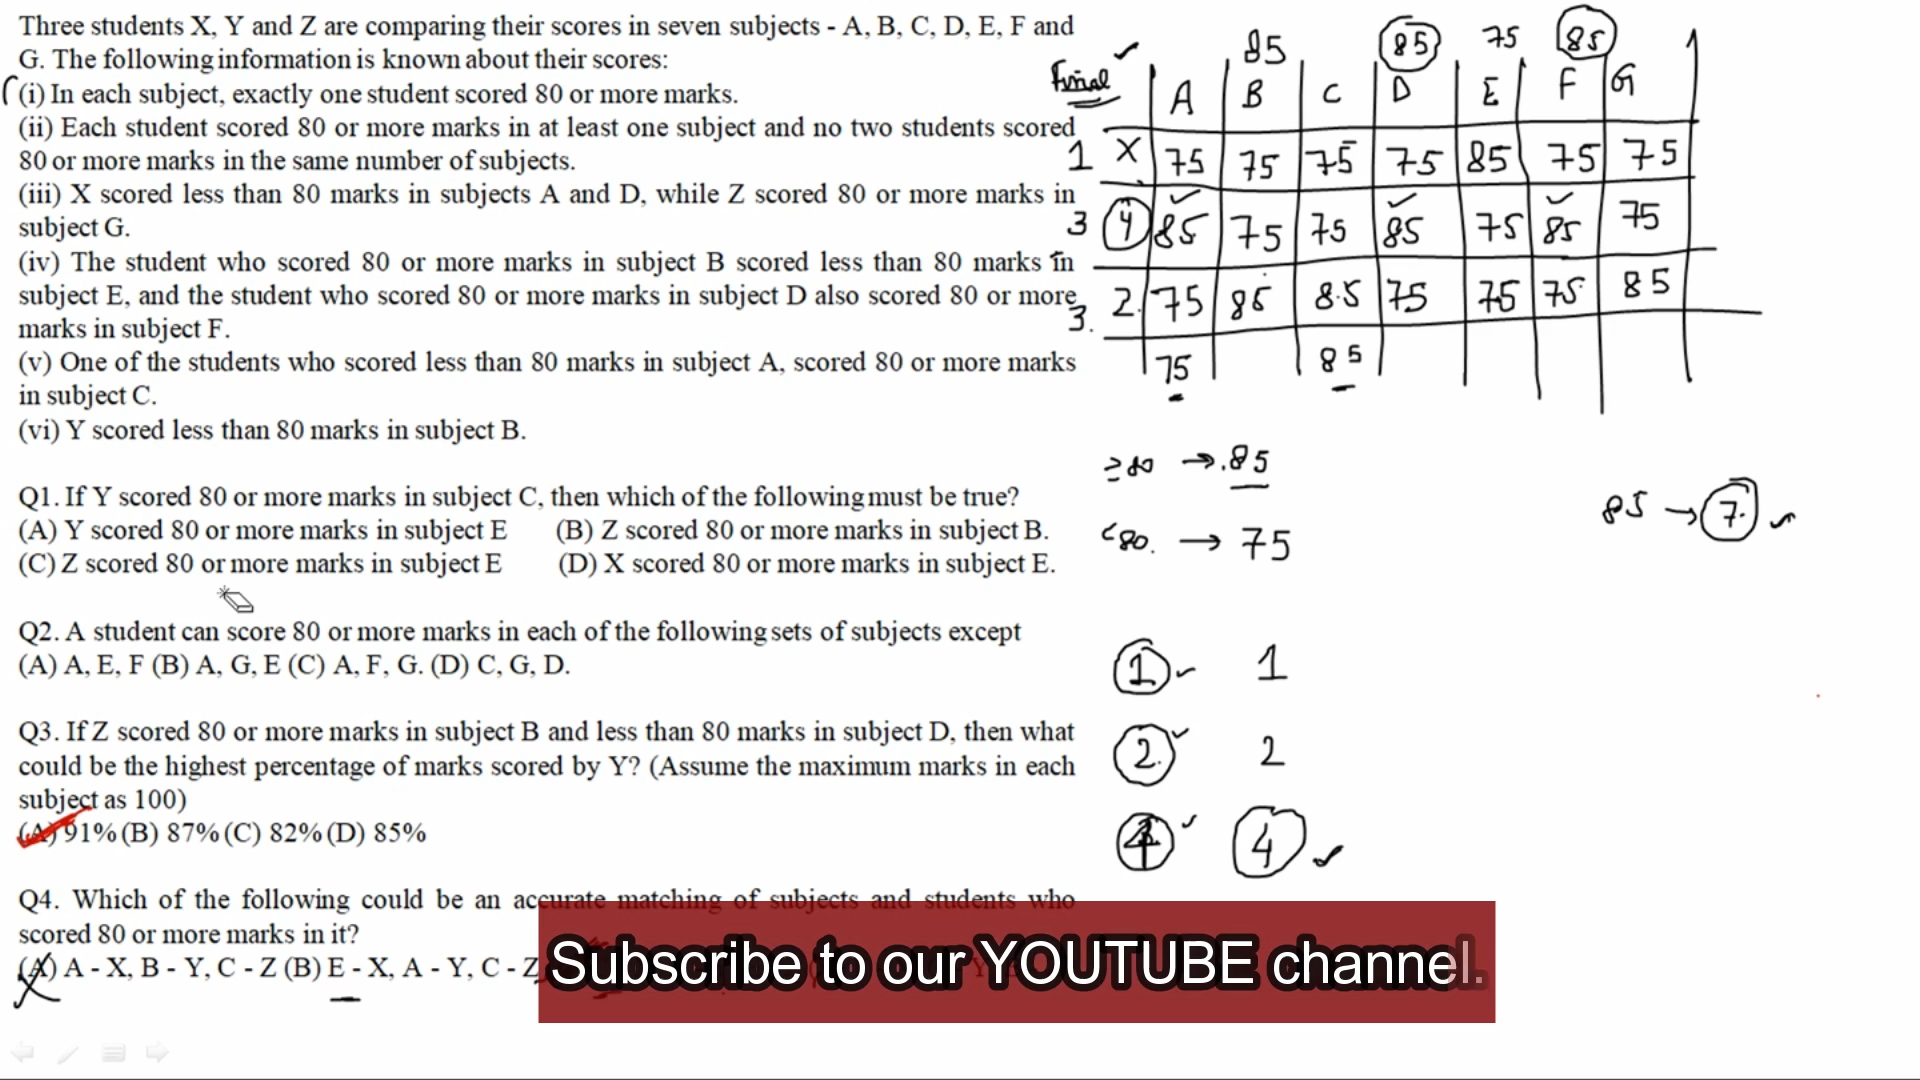 Three students X, Y and Z are comparing their scores in seven subjects - A, B, C, D, E, F and
G. The following information is known about their scores:
(i) In each subject, exactly one student scored 80 or more marks.
(ii) Each student scored 80 or more marks in at least one subject and no two students scored
80 or more marks in the same number of subjects.
(iii) X scored less than 80 marks in subjects A and D, while Z scored 80 or more marks in
subject G.
(iv) The student who scored 80 or more marks in subject B scored less than 80 marks in
subject E, and the student who scored 80 or more marks in subject D also scored 80 or more
marks in subject F.
(v) One of the students who scored less than 80 marks in subject A, scored 80 or more marks
in subject C.
(vi) Y scored less than 80 marks in subject B.
Q1. If Y scored 80 or more marks in subject C, then which of the following must be true?
(A) Y scored 80 or more marks in subject E (B) Z scored 80 or more marks in subject B.
(C) Z scored 80 or more marks in subject E (D) X scored 80 or more marks in subject E.
Q2. A student can score 80 or more marks in each of the following sets of subjects except
(A) A, E, F (B) A, G, E (C) A, F, G. (D) C, G, D.
Q3. If Z scored 80 or more marks in subject B and less than 80 marks in subject D, then what
could be the highest percentage of marks scored by Y? (Assume the maximum marks in each
subject as 100)
(A) 91% (B) 87% (C) 82% (D) 85%
Q4. Which of the following could be an accurate matching of subjects and students who
scored 80 or more marks in it?
(A) A - X, B - Y, C - Z (B) E - X, A - Y, C - Z
Subscribe to our YOUTUBE channel.
85 85 75 85
Final A B C D E F G
1 X 75 75 75 75 85 75 75
3 Y 85 75 75 85 75 85 75
3. Z 75 85 85 75 75 75 85
75 85
≥80 → 85
<80. → 75
85 → 7
1 1
2 2
4 4